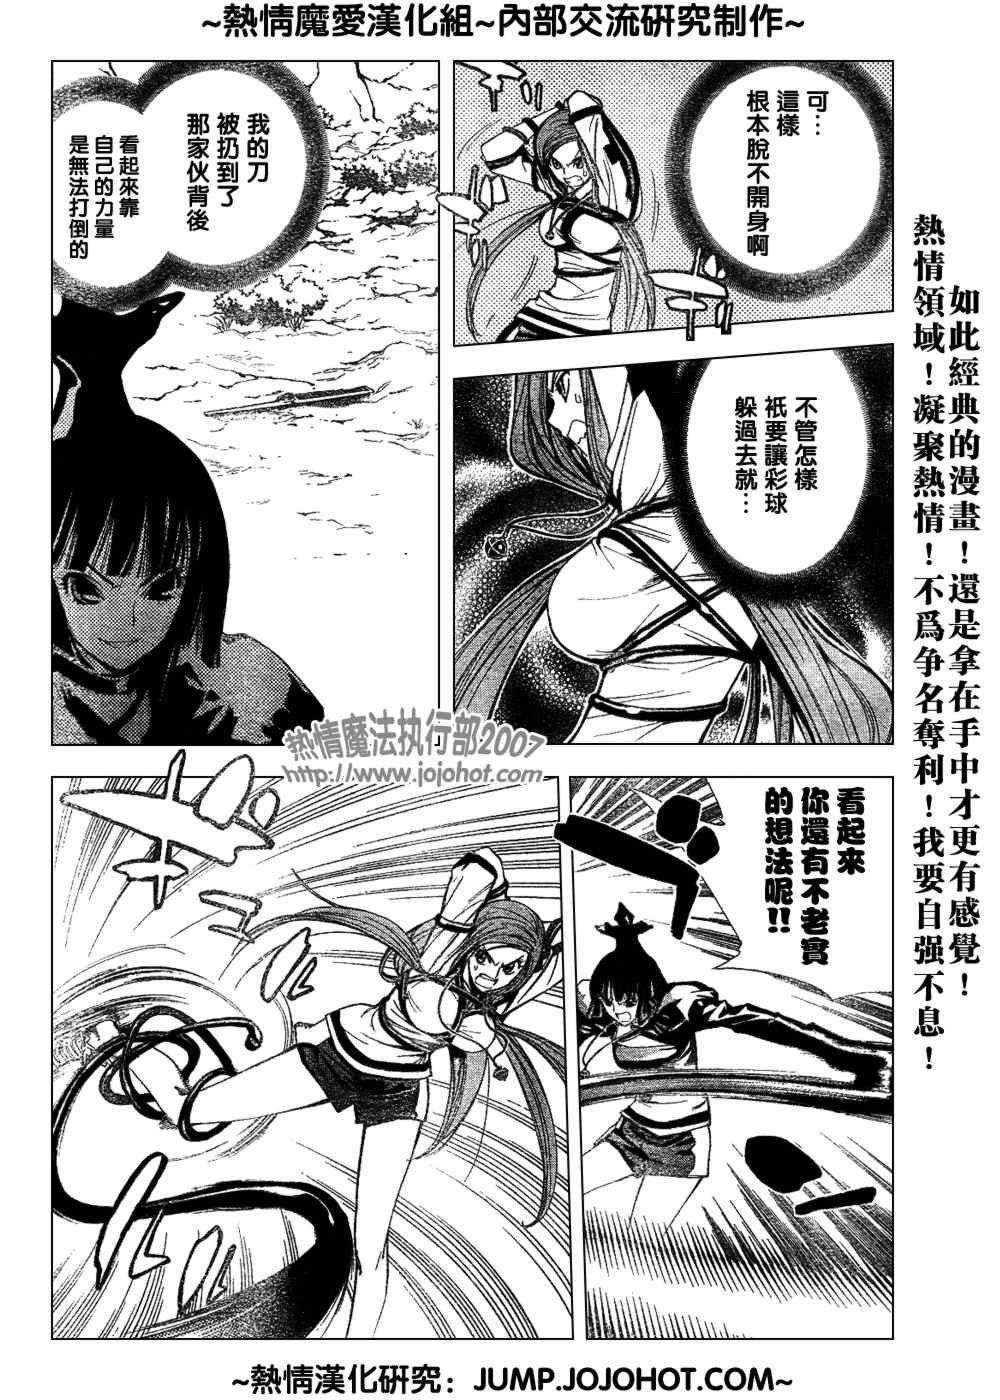 ~熱情魔愛漢化組~內部交流研究制作~
可…
這樣
根本脫不開身啊
不管怎樣
祇要讓彩球
躲過去就…
我的刀
被扔到了
那家伙背後
看起來靠
自己的力量
是無法打倒的
看起來
你還有不老實
的想法呢!!
如此經典的漫畫！還是拿在手中才更有感覺！
熱情領域！凝聚熱情！不爲争名奪利！我要自强不息！
熱情魔法执行部2007
http://www.jojohot.com
~熱情漢化研究：JUMP.JOJOHOT.COM~